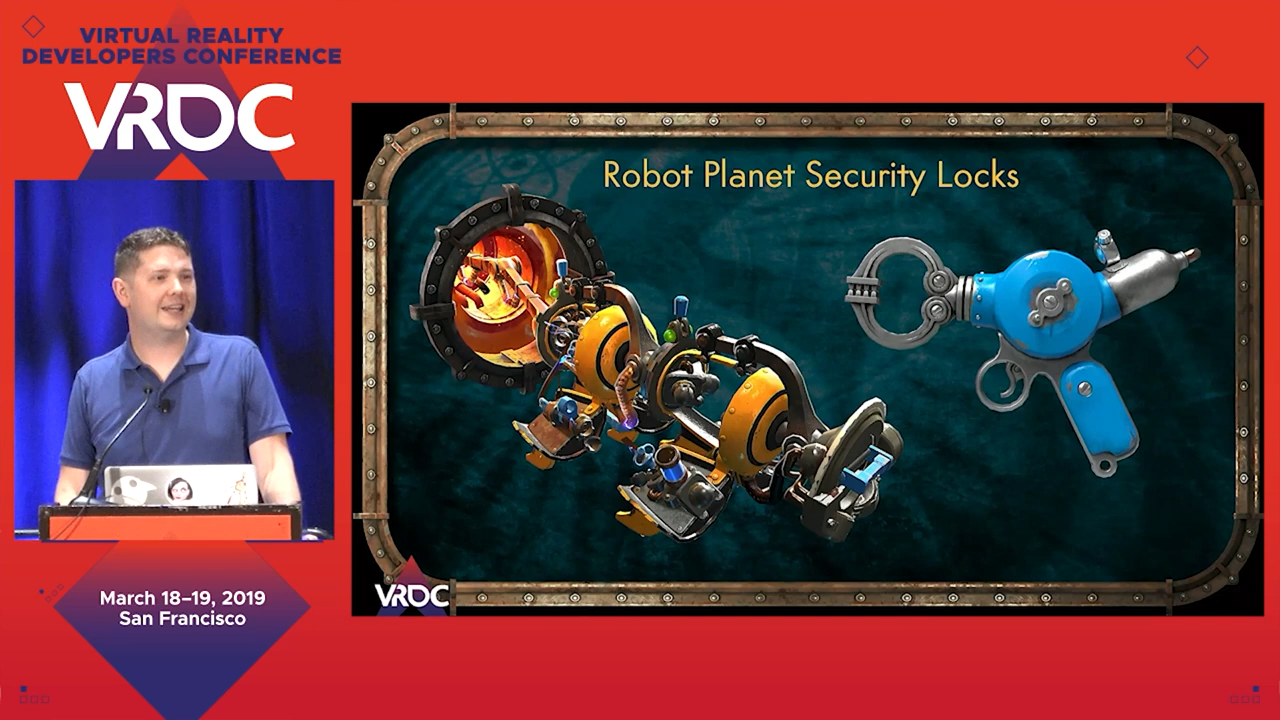 VIRTUAL REALITY
DEVELOPERS CONFERENCE
VRDC
Robot Planet Security Locks
VRDC
March 18–19, 2019
San Francisco